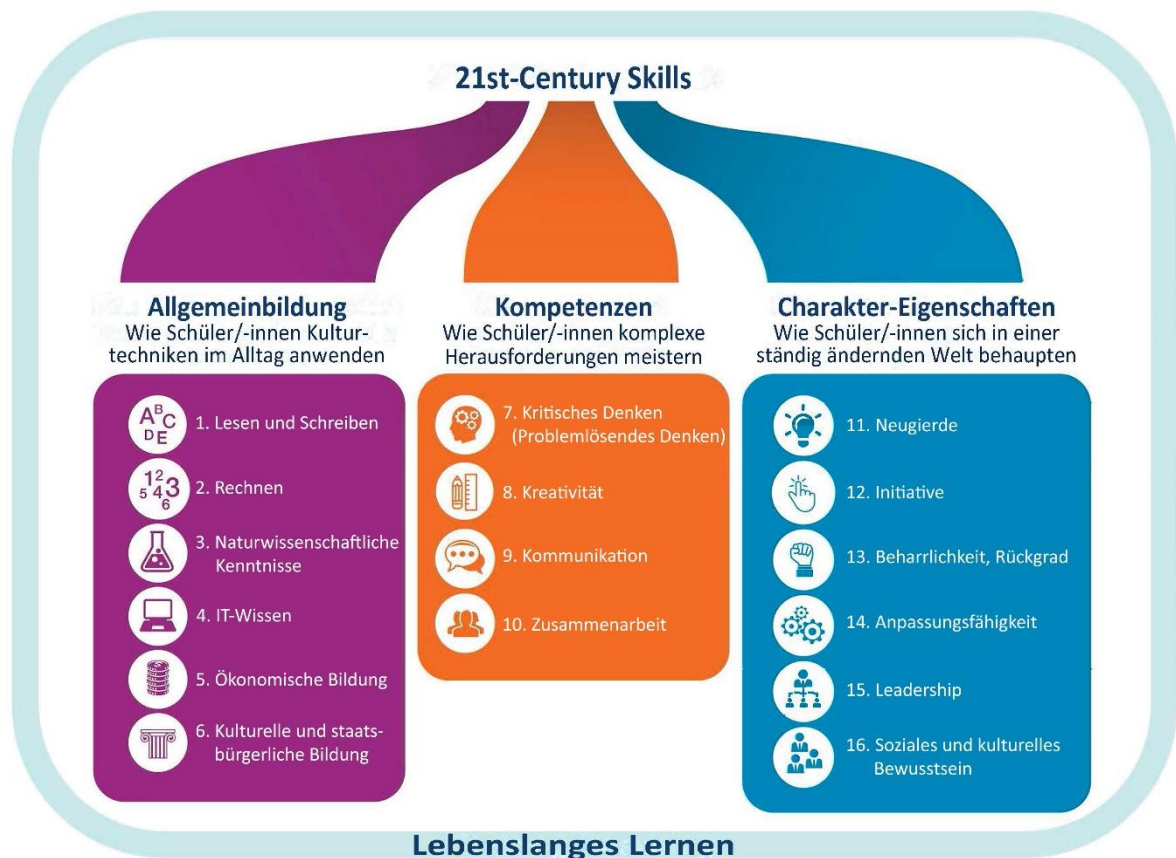 21st-Century Skills
Allgemeinbildung
Wie Schüler/-innen Kultur-
techniken im Alltag anwenden
1. Lesen und Schreiben
2. Rechnen
3. Naturwissenschaftliche
Kenntnisse
4. IT-Wissen
5. Ökonomische Bildung
6. Kulturelle und staats-
bürgerliche Bildung
Kompetenzen
Wie Schüler/-innen komplexe
Herausforderungen meistern
7. Kritisches Denken
(Problemlösendes Denken)
8. Kreativität
9. Kommunikation
10. Zusammenarbeit
Charakter-Eigenschaften
Wie Schüler/-innen sich in einer
ständig ändernden Welt behaupten
11. Neugierde
12. Initiative
13. Beharrlichkeit, Rückgrad
14. Anpassungsfähigkeit
15. Leadership
16. Soziales und kulturelles
Bewusstsein
Lebenslanges Lernen